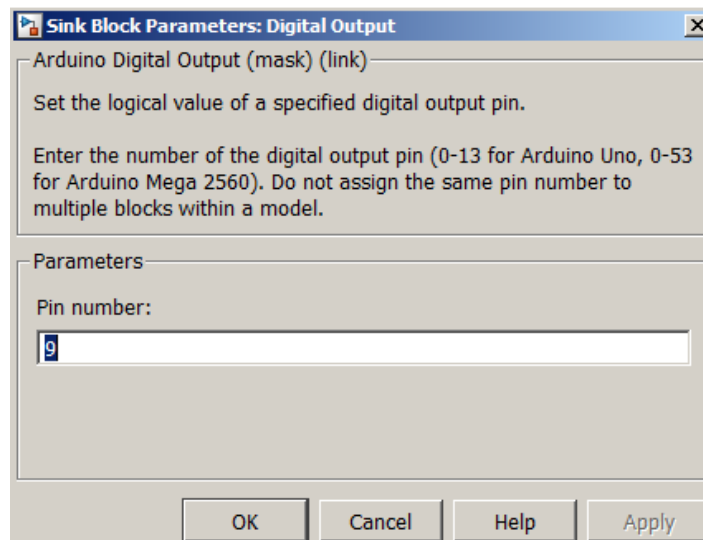 Sink Block Parameters: Digital Output
Arduino Digital Output (mask) (link)
Set the logical value of a specified digital output pin.
Enter the number of the digital output pin (0-13 for Arduino Uno, 0-53
for Arduino Mega 2560). Do not assign the same pin number to
multiple blocks within a model.
Parameters
Pin number:
9
OK Cancel Help Apply